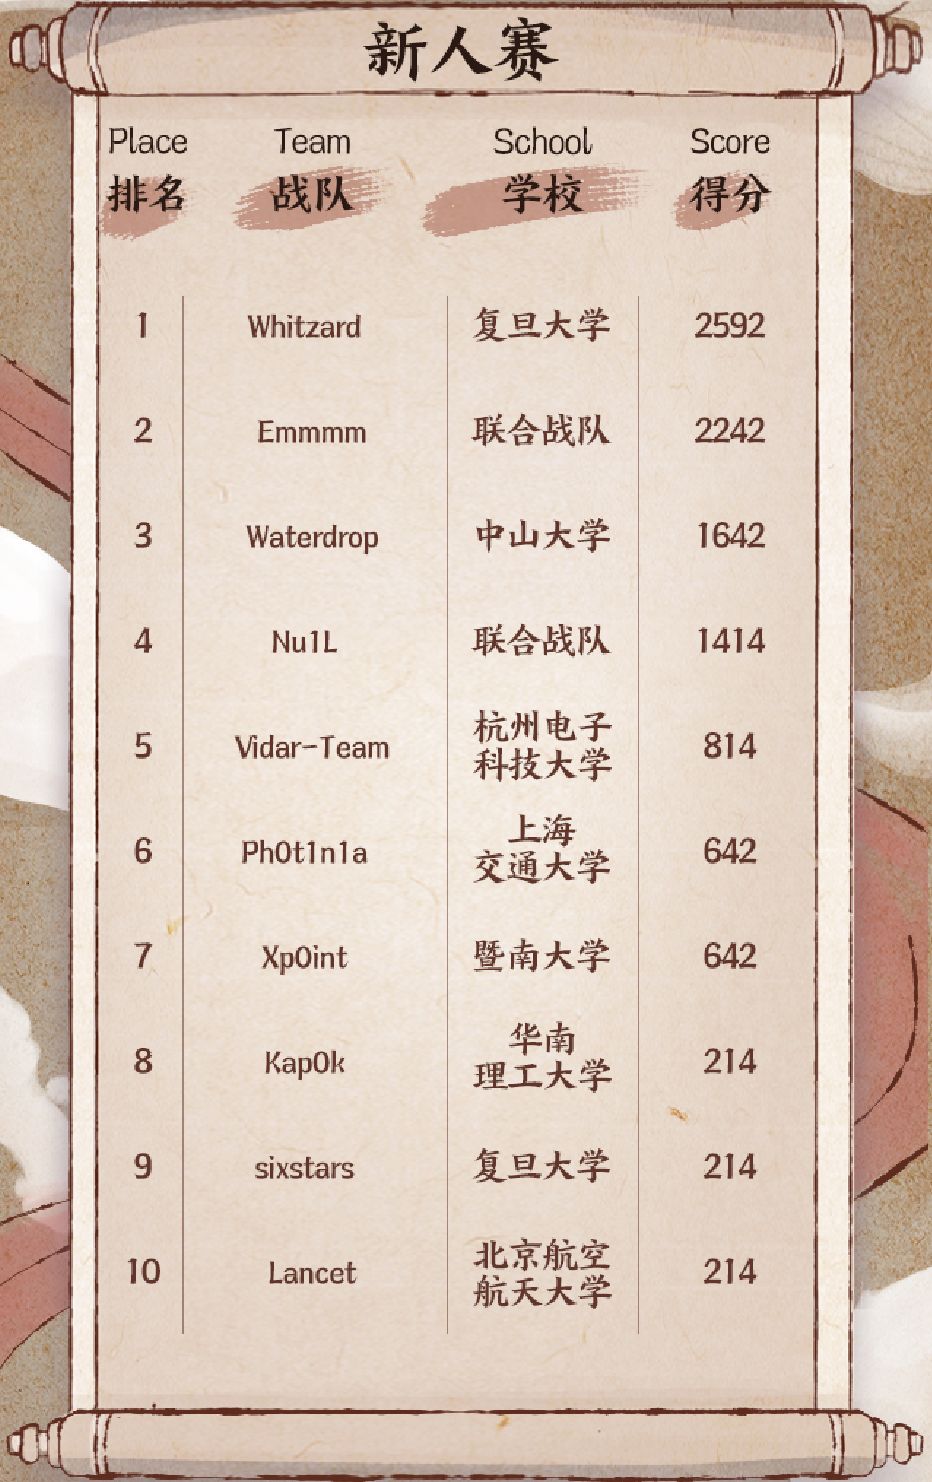 新人赛
Place Team School Score
排名 战队 学校 得分
1 Whitzard 复旦大学 2592
2 Emmmm 联合战队 2242
3 Waterdrop 中山大学 1642
4 Nu1L 联合战队 1414
5 Vidar-Team 杭州电子
科技大学 814
6 Ph0t1n1a 上海
交通大学 642
7 Xp0int 暨南大学 642
8 Kap0k 华南
理工大学 214
9 sixstars 复旦大学 214
10 Lancet 北京航空
航天大学 214